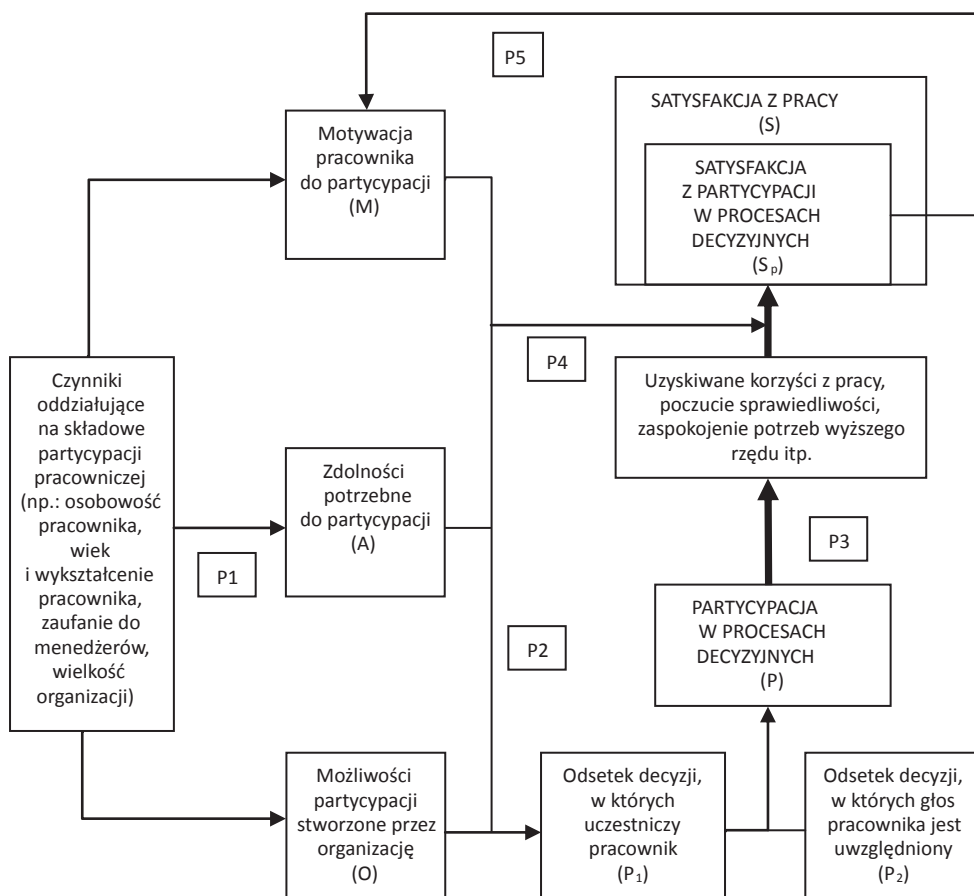 P5
SATYSFAKCJA Z PRACY
(S)
Motywacja
pracownika
do partycypacji
(M)
SATYSFAKCJA
Z PARTYCYPACJI
W PROCESACH
DECYZYJNYCH
(S p)
P4
Czynniki
oddziałujące
na składowe
partycypacji
pracowniczej
(np.: osobowość
pracownika,
wiek
i wykształcenie
pracownika,
zaufanie do
menedżerów,
wielkość
organizacji)
Uzyskiwane korzyści z pracy,
poczucie sprawiedliwości,
zaspokojenie potrzeb wyższego
rzędu itp.
Zdolności
potrzebne
do partycypacji
(A)
P1
P3
PARTYCYPACJA
W PROCESACH
DECYZYJNYCH
(P)
P2
Możliwości
partycypacji
stworzone przez
organizację
(O)
Odsetek decyzji,
w których
uczestniczy
pracownik
(P₁)
Odsetek decyzji,
w których głos
pracownika jest
uwzględniony
(P₂)